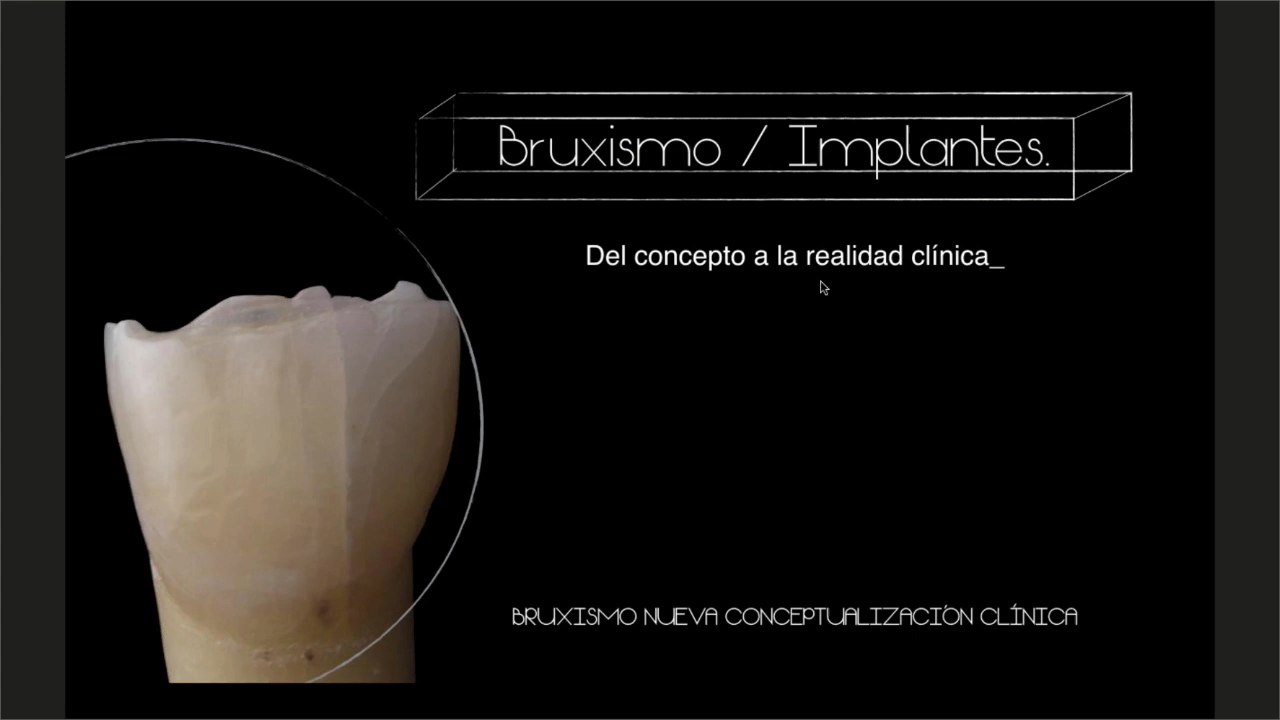 Bruxismo / Implantes.
Del concepto a la realidad clínica_
BRUXISMO NUEVA CONCEPTUALIZACIÓN CLÍNICA